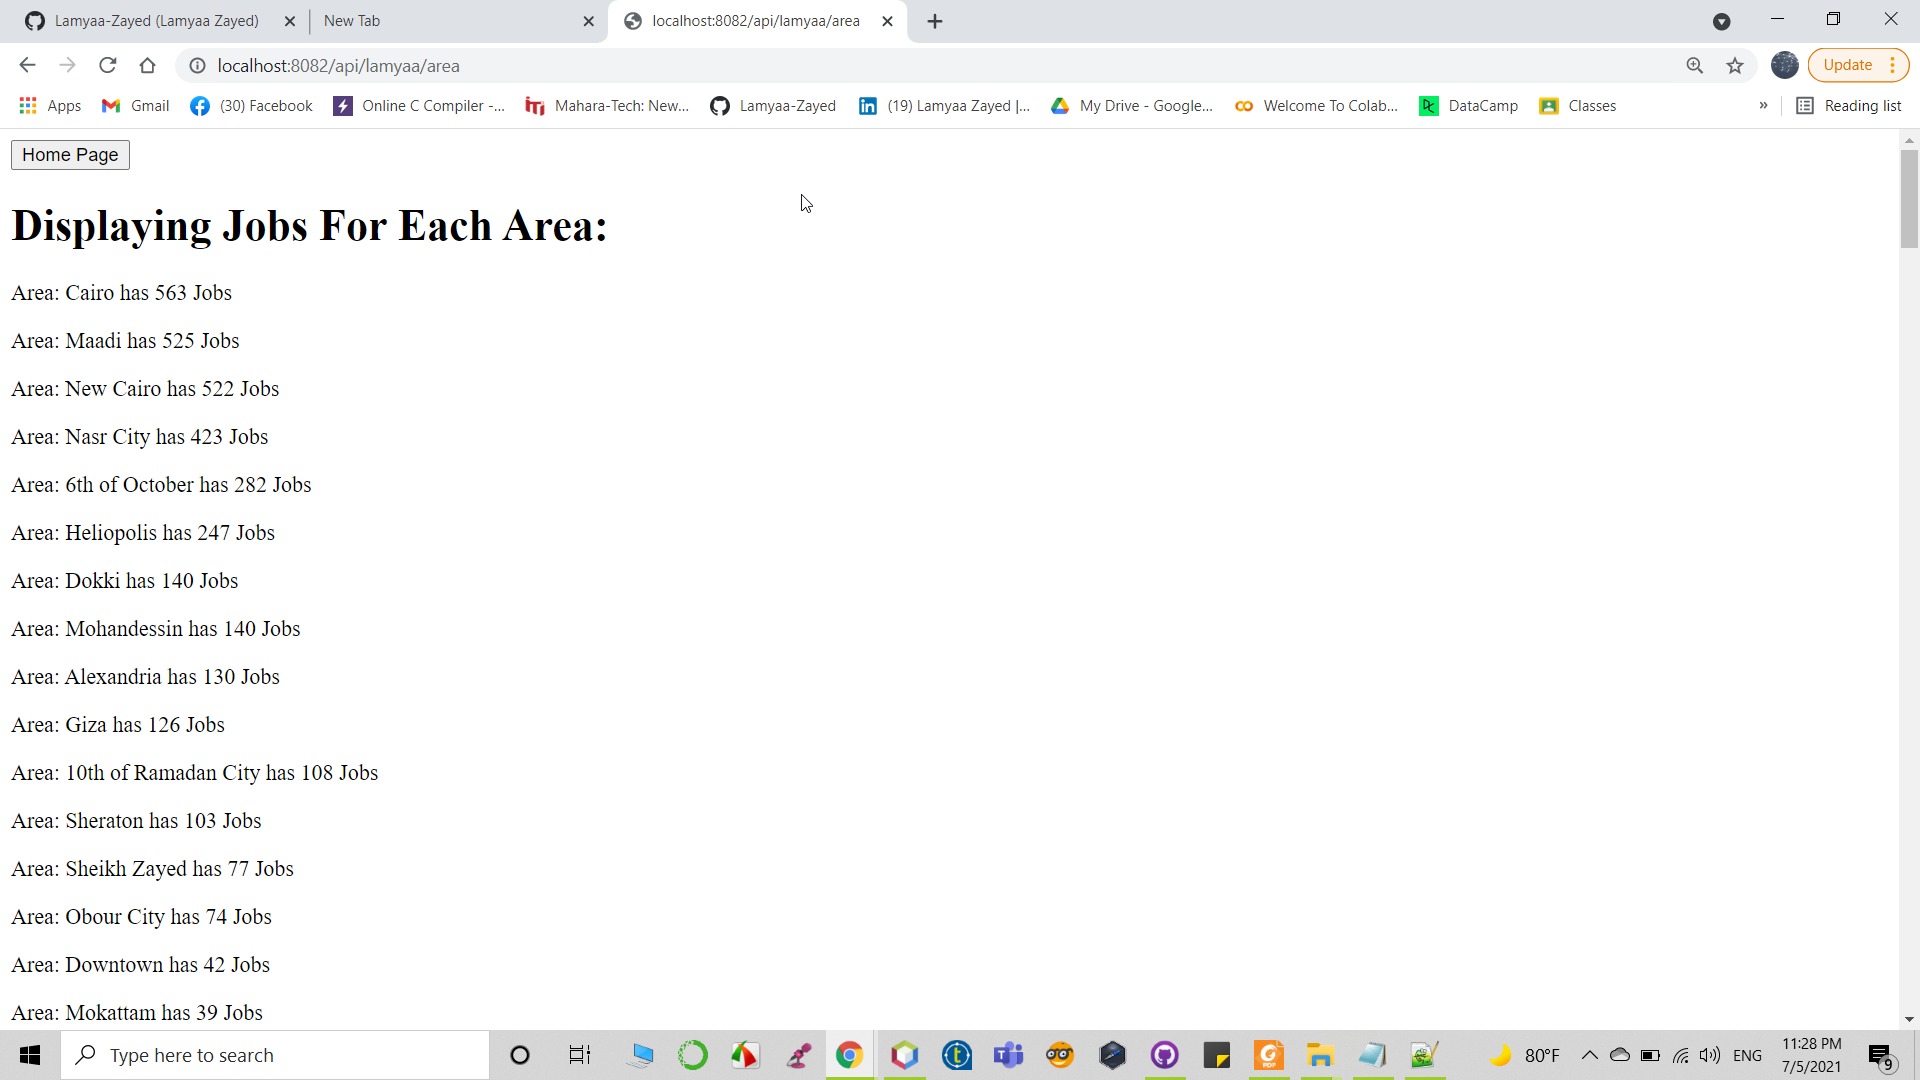 Lamyaa-Zayed (Lamyaa Zayed)
New Tab
localhost:8082/api/lamyaa/area
localhost:8082/api/lamyaa/area
Update
Apps
Gmail
(30) Facebook
Online C Compiler -...
Mahara-Tech: New...
Lamyaa-Zayed
(19) Lamyaa Zayed |...
My Drive - Google...
Welcome To Colab...
DataCamp
Classes
»
Reading list
Home Page
Displaying Jobs For Each Area:
Area: Cairo has 563 Jobs
Area: Maadi has 525 Jobs
Area: New Cairo has 522 Jobs
Area: Nasr City has 423 Jobs
Area: 6th of October has 282 Jobs
Area: Heliopolis has 247 Jobs
Area: Dokki has 140 Jobs
Area: Mohandessin has 140 Jobs
Area: Alexandria has 130 Jobs
Area: Giza has 126 Jobs
Area: 10th of Ramadan City has 108 Jobs
Area: Sheraton has 103 Jobs
Area: Sheikh Zayed has 77 Jobs
Area: Obour City has 74 Jobs
Area: Downtown has 42 Jobs
Area: Mokattam has 39 Jobs
Type here to search
80°F
ENG
11:28 PM
7/5/2021
9